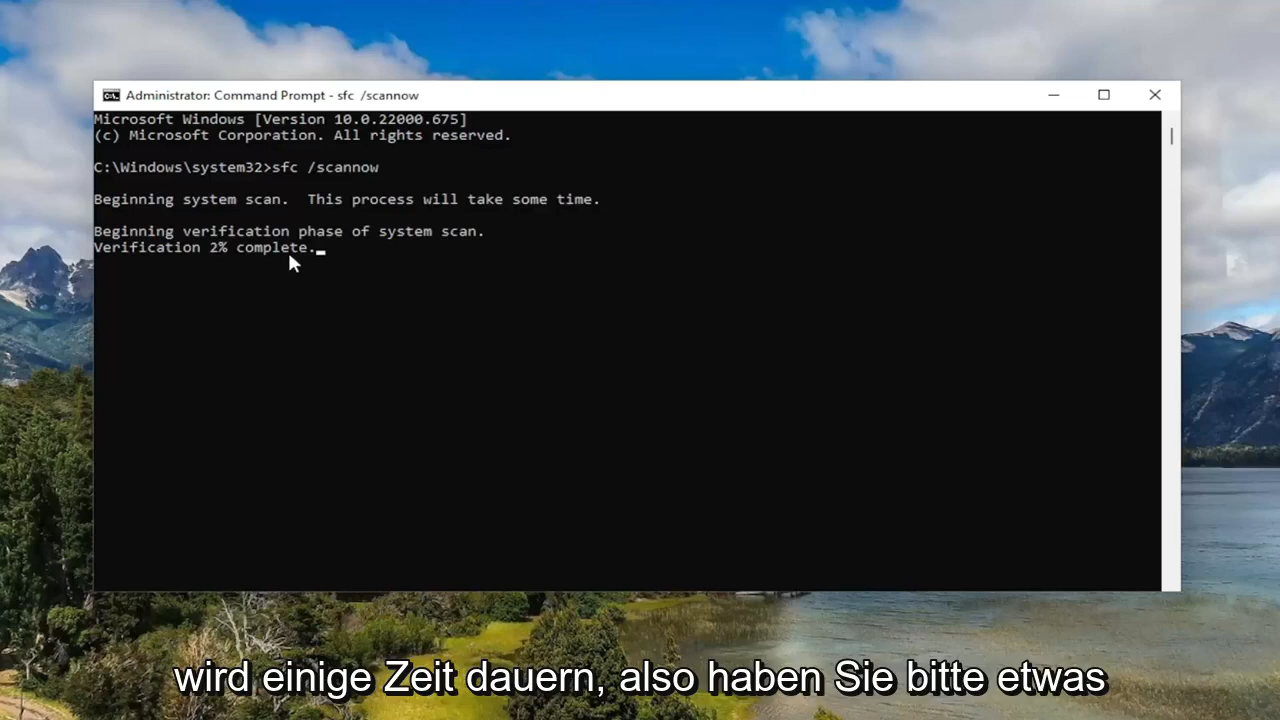 Administrator: Command Prompt - sfc /scannow
Microsoft Windows [Version 10.0.22000.675]
(c) Microsoft Corporation. All rights reserved.
C:\Windows\system32>sfc /scannow
Beginning system scan.  This process will take some time.
Beginning verification phase of system scan.
Verification 2% complete.
wird einige Zeit dauern, also haben Sie bitte etwas